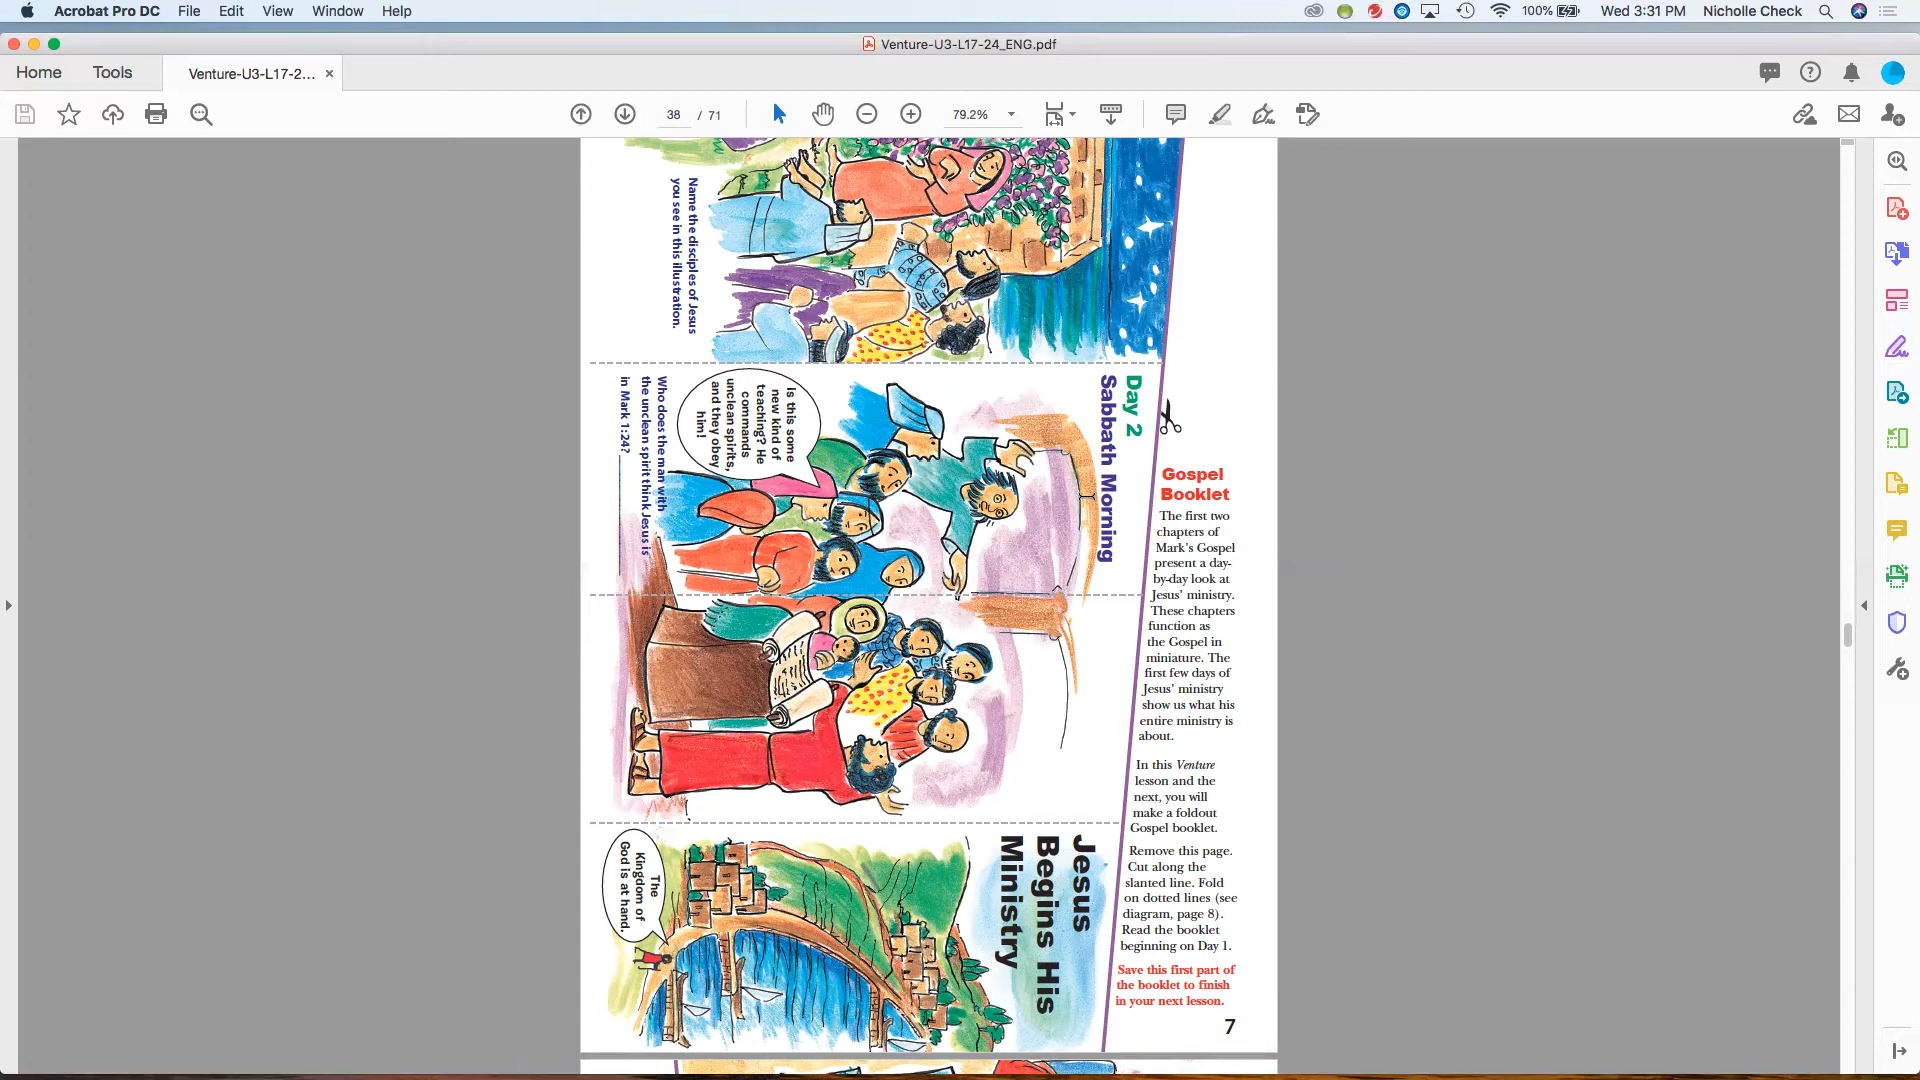 Acrobat Pro DC File Edit View Window Help
100% Wed 3:31 PM Nicholle Check
Venture-U3-L17-24_ENG.pdf
Home Tools Venture-U3-L17-2... ×
38 / 71 79.2%
Name the disciples of Jesus
you see in this illustration.
Day 2
Sabbath Morning
Is this some
new kind of
teaching? He
commands
unclean spirits,
and they obey
him!
Who does the man with
the unclean spirit think Jesus is
in Mark 1:24?
Jesus
Begins His
Ministry
The
Kingdom of
God is at hand.
Gospel
Booklet
The first two
chapters of
Mark's Gospel
present a day-
by-day look at
Jesus' ministry.
These chapters
function as
the Gospel in
miniature. The
first few days of
Jesus' ministry
show us what his
entire ministry is
about.
In this Venture
lesson and the
next, you will
make a foldout
Gospel booklet.
Remove this page.
Cut along the
slanted line. Fold
on dotted lines (see
diagram, page 8).
Read the booklet
beginning on Day 1.
Save this first part of
the booklet to finish
in your next lesson.
7